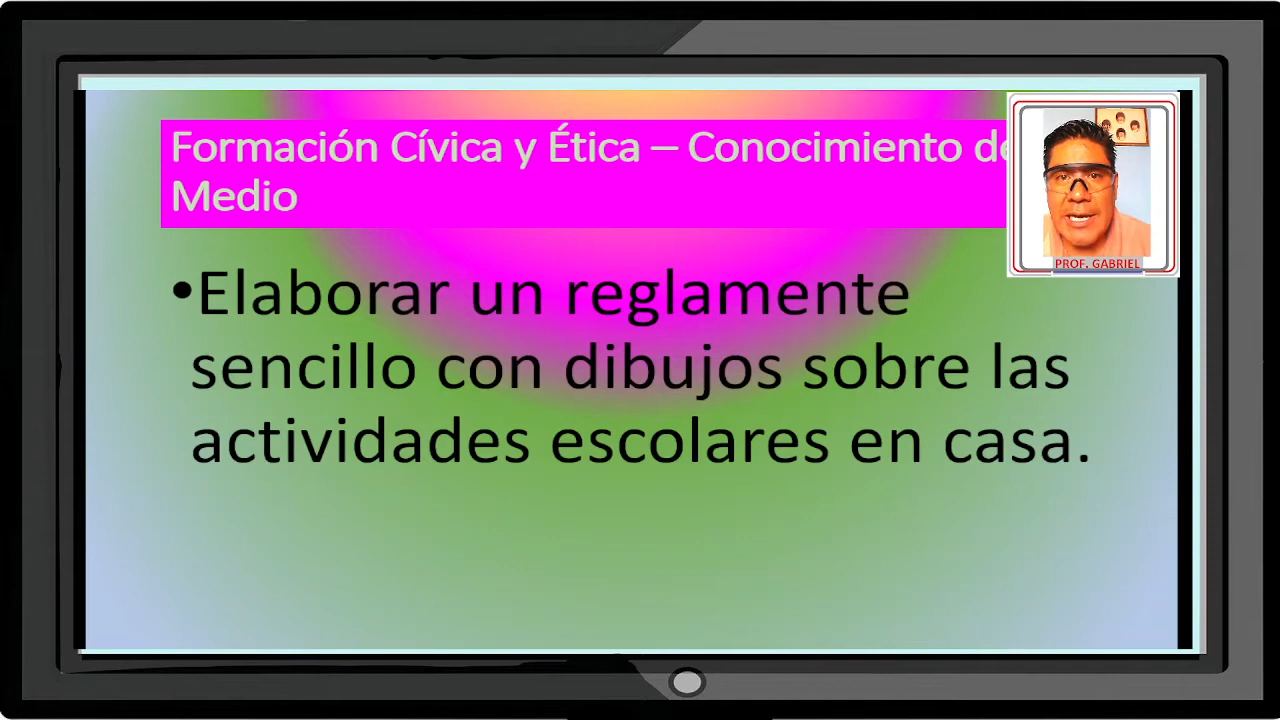 Formación Cívica y Ética – Conocimiento de
Medio
PROF. GABRIEL
•Elaborar un reglamente
sencillo con dibujos sobre las
actividades escolares en casa.